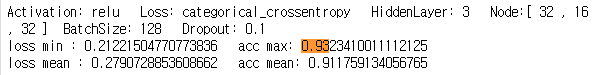 Activation: relu   Loss: categorical_crossentropy   HiddenLayer: 3   Node:[ 32 , 16
, 32 ]  BatchSize: 128   Dropout: 0.1
loss min : 0.21221504770773836   acc max: 0.9323410011112125
loss mean : 0.2790728853608662   acc mean: 0.911759134056765